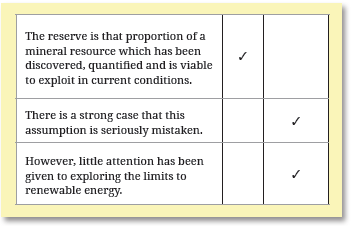 The reserve is that proportion of a
mineral resource which has been
discovered, quantified and is viable
to exploit in current conditions.
✓
There is a strong case that this
assumption is seriously mistaken.
✓
However, little attention has been
given to exploring the limits to
renewable energy.
✓